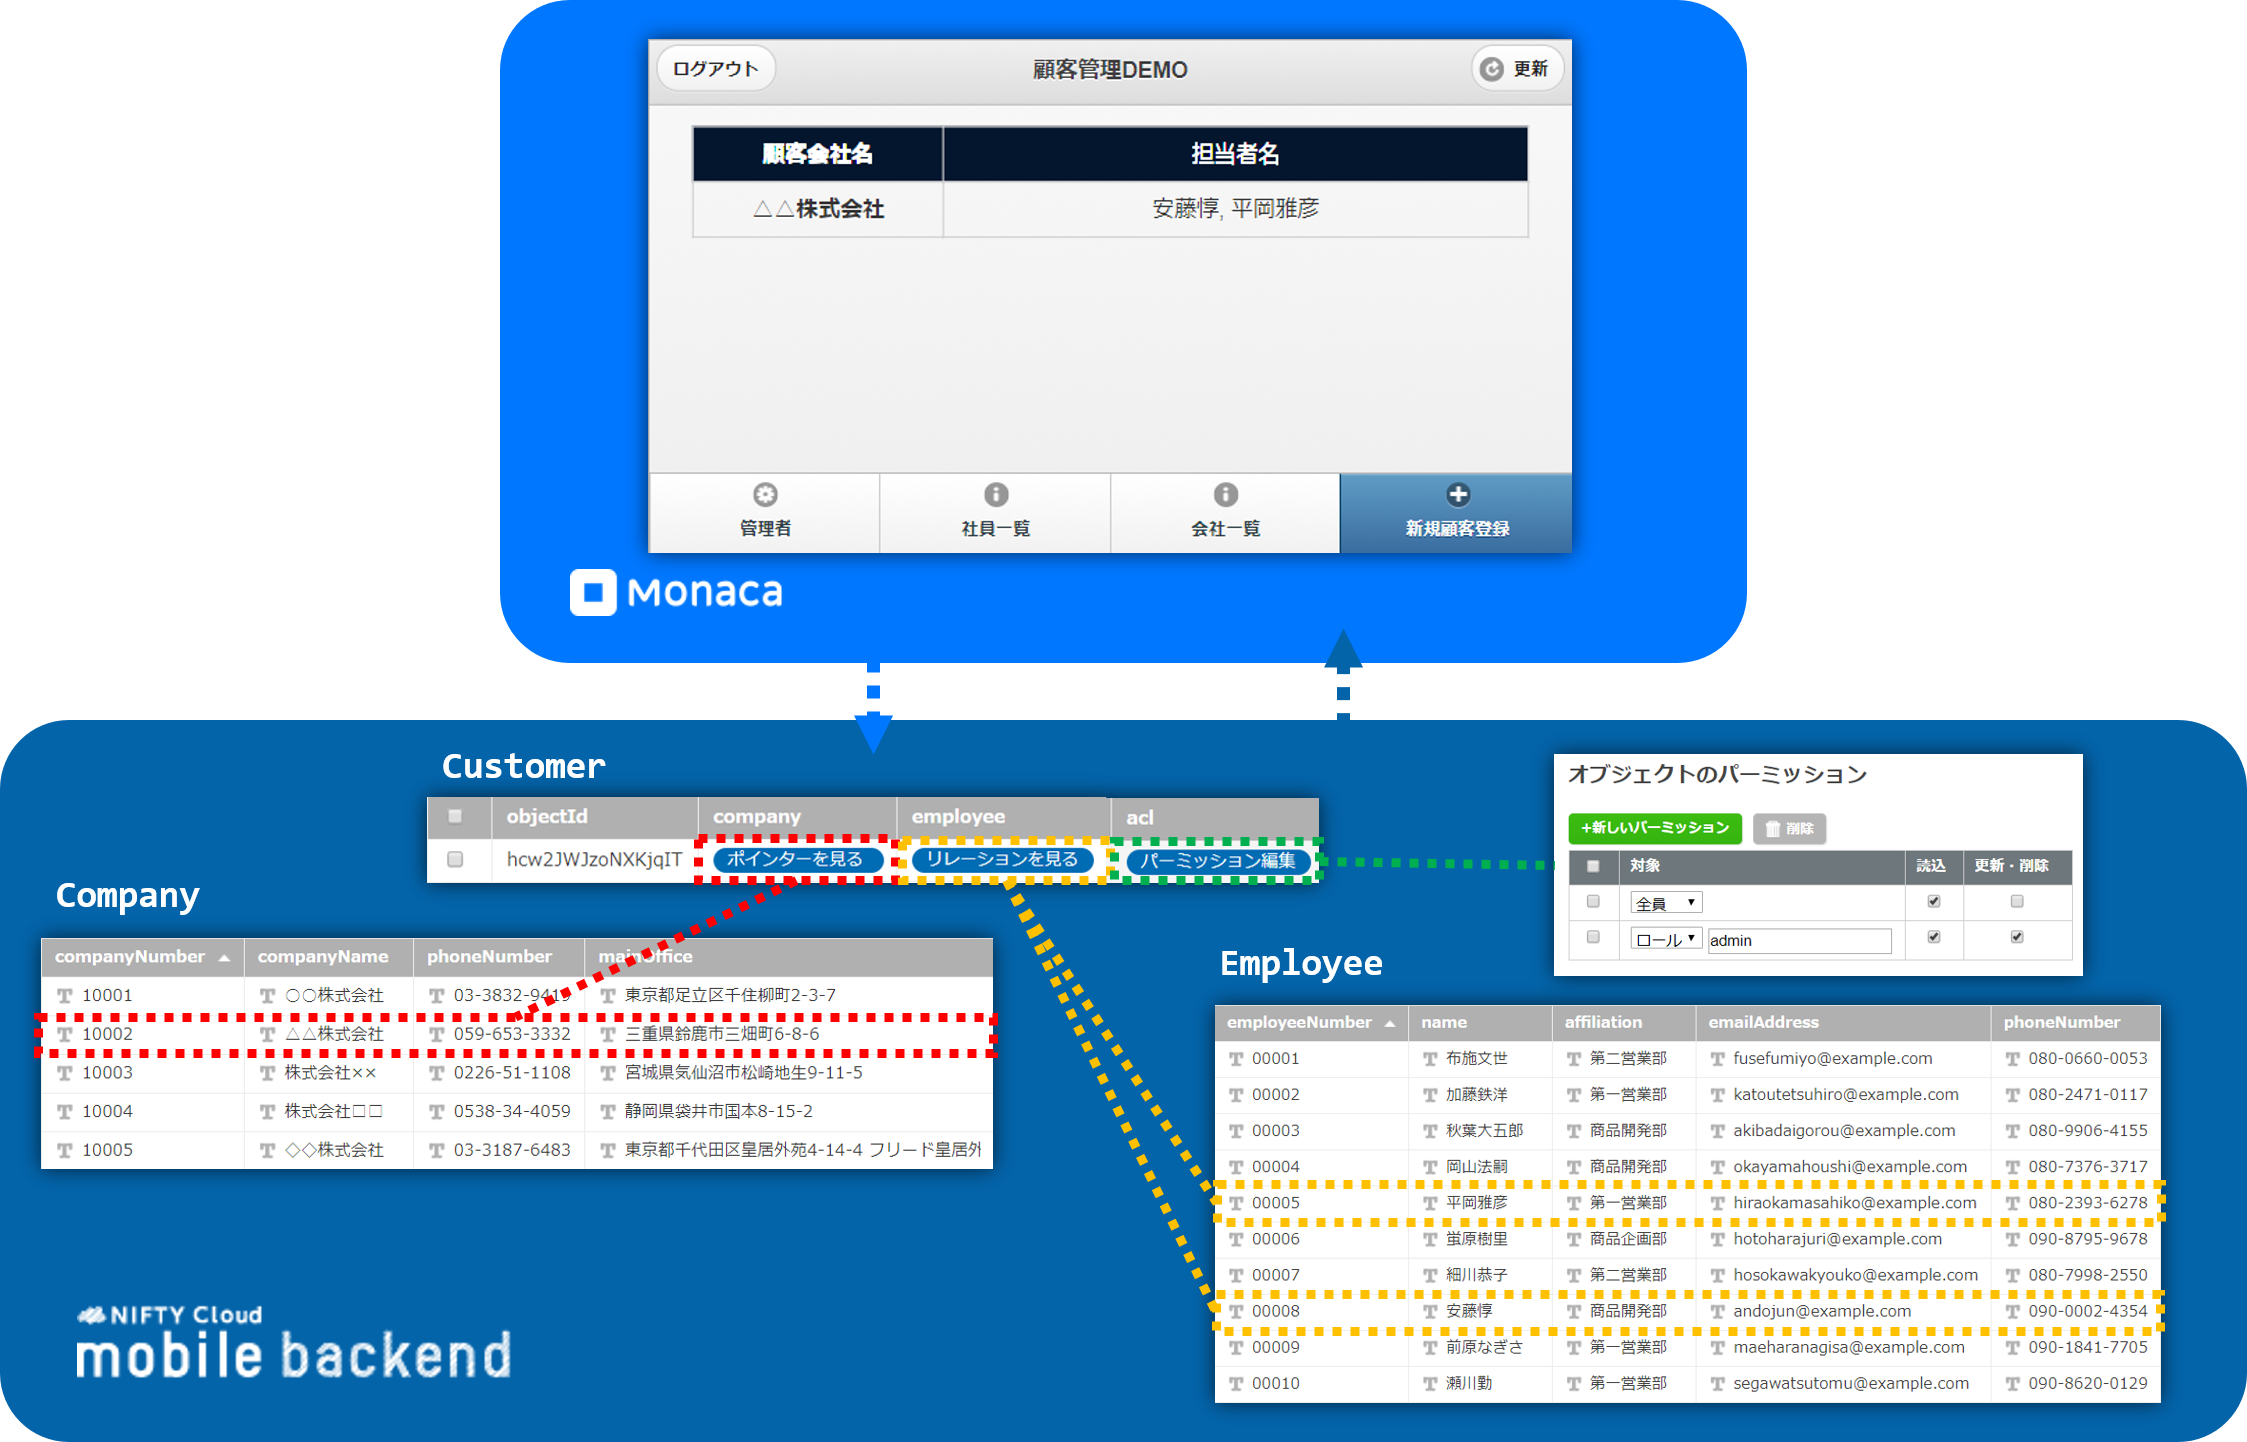 ログアウト
顧客管理DEMO
更新
顧客会社名 担当者名
△△株式会社 安藤惇, 平岡雅彦
管理者 社員一覧 会社一覧 新規顧客登録
Monaca
Customer
objectId company employee acl
hcw2JWJzoNXKjqIT ポインターを見る リレーションを見る パーミッション編集
オブジェクトのパーミッション
+新しいパーミッション 削除
対象 読込 更新・削除
全員
ロール admin
Company
companyNumber companyName phoneNumber mainOffice
10001 〇〇株式会社 03-3832-9419 東京都足立区千住柳町2-3-7
10002 △△株式会社 059-653-3332 三重県鈴鹿市三畑町6-8-6
10003 株式会社×× 0226-51-1108 宮城県気仙沼市松崎地生9-11-5
10004 株式会社□□ 0538-34-4059 静岡県袋井市国本8-15-2
10005 ◇◇株式会社 03-3187-6483 東京都千代田区皇居外苑4-14-4 フリード皇居外
Employee
employeeNumber name affiliation emailAddress phoneNumber
00001 布施文世 第二営業部 fusefumiyo@example.com 080-0660-0053
00002 加藤鉄洋 第一営業部 katoutetsuhiro@example.com 080-2471-0117
00003 秋葉大五郎 商品開発部 akibadaigorou@example.com 080-9906-4155
00004 岡山法嗣 商品開発部 okayamahoushi@example.com 080-7376-3717
00005 平岡雅彦 第一営業部 hiraokamasahiko@example.com 080-2393-6278
00006 蛍原樹里 商品企画部 hotoharajuri@example.com 090-8795-9678
00007 細川恭子 第二営業部 hosokawakyouko@example.com 080-7998-2550
00008 安藤惇 商品開発部 andojun@example.com 090-0002-4354
00009 前原なぎさ 第一営業部 maeharanagisa@example.com 090-1841-7705
00010 瀬川勤 第一営業部 segawatsutomu@example.com 090-8620-0129
NIFTY Cloud
mobile backend